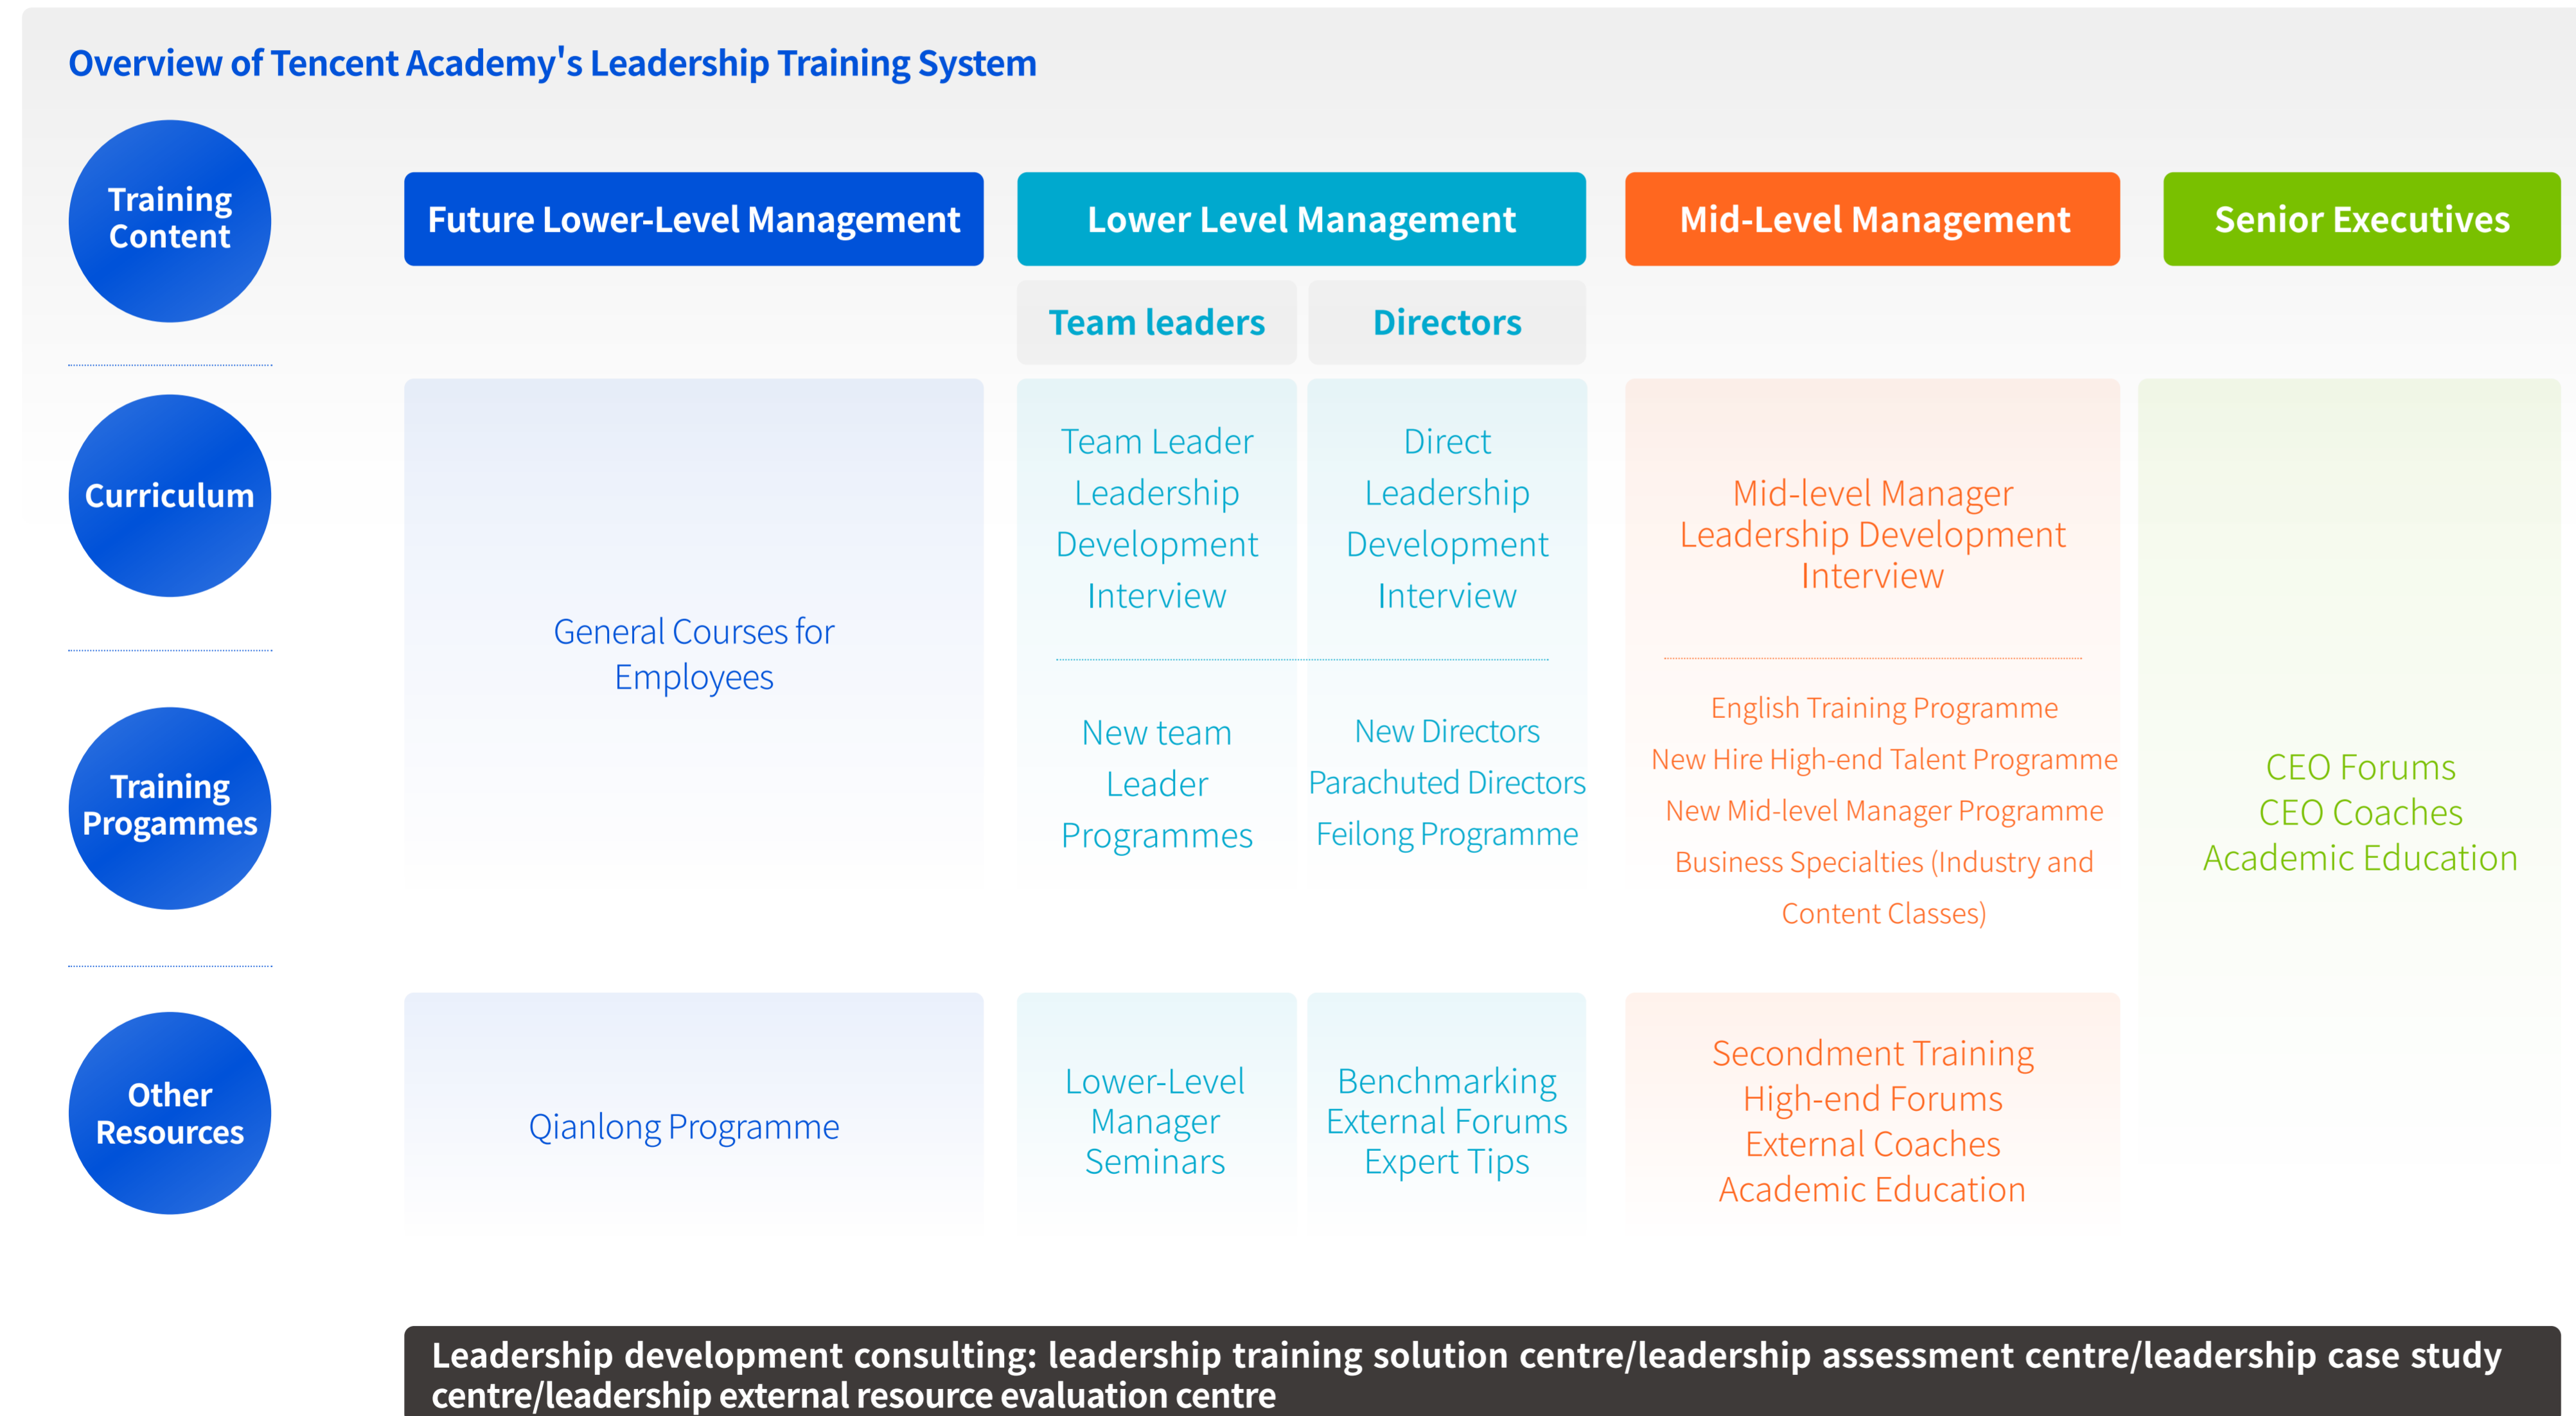 Overview of Tencent Academy's Leadership Training System
Training
Content
Future Lower-Level Management
Lower Level Management
Mid-Level Management
Senior Executives
Team leaders
Directors
Curriculum
General Courses for
Employees
Team Leader
Leadership
Development
Interview
Direct
Leadership
Development
Interview
Mid-level Manager
Leadership Development
Interview
Training
Progammes
New team
Leader
Programmes
New Directors
Parachuted Directors
Feilong Programme
English Training Programme
New Hire High-end Talent Programme
New Mid-level Manager Programme
Business Specialties (Industry and
Content Classes)
CEO Forums
CEO Coaches
Academic Education
Other
Resources
Qianlong Programme
Lower-Level
Manager
Seminars
Benchmarking
External Forums
Expert Tips
Secondment Training
High-end Forums
External Coaches
Academic Education
Leadership development consulting: leadership training solution centre/leadership assessment centre/leadership case study
centre/leadership external resource evaluation centre